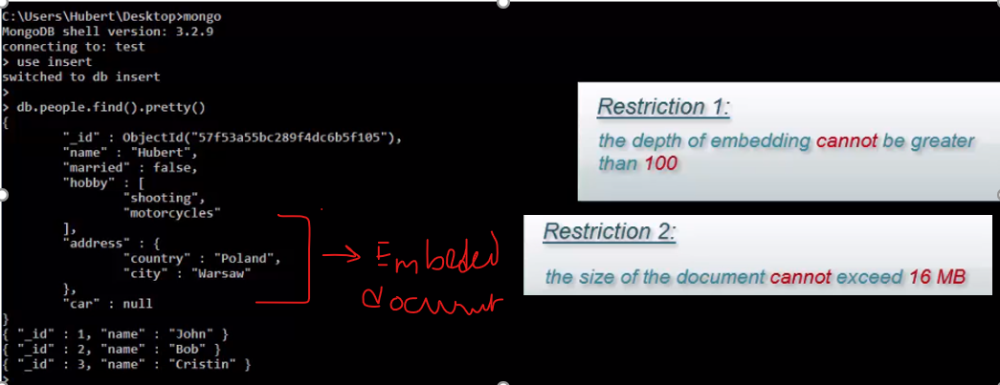 C:\Users\Hubert\Desktop>mongo
MongoDB shell version: 3.2.9
connecting to: test
> use insert
switched to db insert
>
> db.people.find().pretty()
{
"_id" : ObjectId("57f53a55bc289f4dc6b5f105"),
"name" : "Hubert",
"married" : false,
"hobby" : [
"shooting",
"motorcycles"
],
"address" : {
"country" : "Poland",
"city" : "Warsaw"
},
"car" : null
}
{ "_id" : 1, "name" : "John" }
{ "_id" : 2, "name" : "Bob" }
{ "_id" : 3, "name" : "Cristin" }
>
Embeded
document
Restriction 1:
the depth of embedding cannot be greater
than 100
Restriction 2:
the size of the document cannot exceed 16 MB